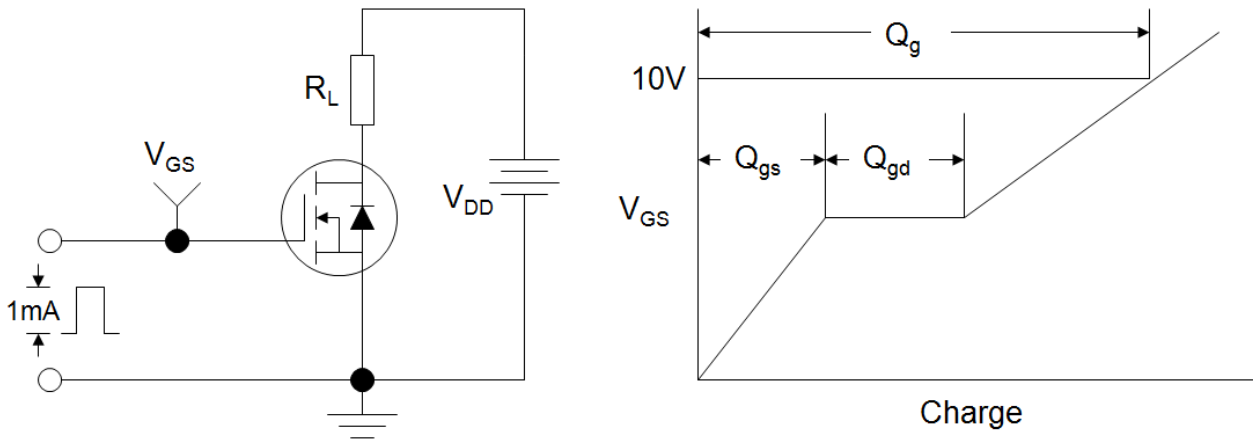 R_L
V_GS
V_DD
1mA
Q_g
10V
Q_gs
Q_gd
V_GS
Charge